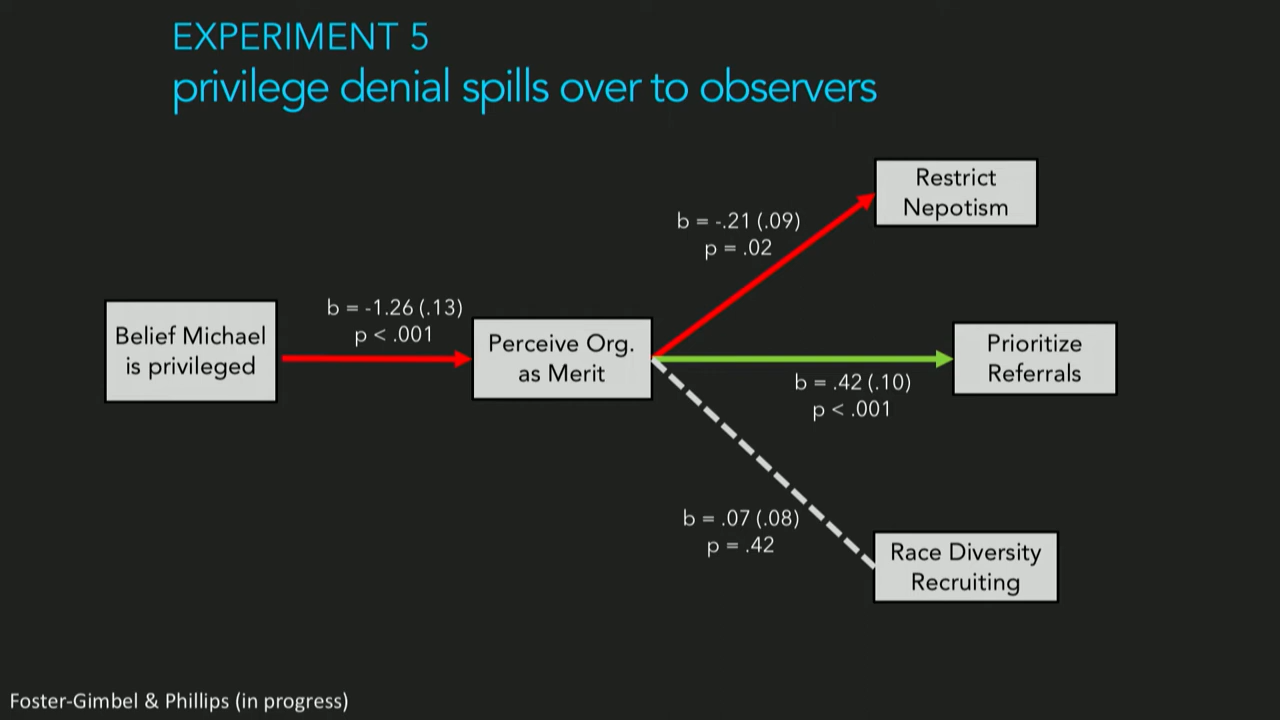 EXPERIMENT 5
privilege denial spills over to observers
Restrict
Nepotism
b = -.21 (.09)
p = .02
b = -1.26 (.13)
p < .001
Belief Michael
is privileged
Perceive Org.
as Merit
Prioritize
Referrals
b = .42 (.10)
p < .001
b = .07 (.08)
p = .42
Race Diversity
Recruiting
Foster-Gimbel & Phillips (in progress)